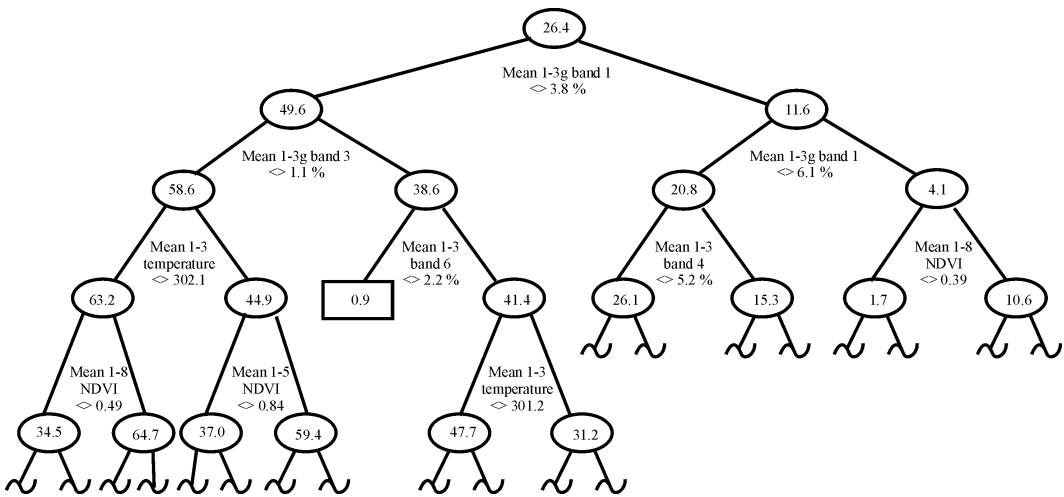 26.4
Mean 1-3g band 1
<> 3.8 %
49.6
11.6
Mean 1-3g band 3
<> 1.1 %
Mean 1-3g band 1
<> 6.1 %
58.6
38.6
20.8
4.1
Mean 1-3
temperature
<> 302.1
Mean 1-3
band 6
<> 2.2 %
Mean 1-3
band 4
<> 5.2 %
Mean 1-8
NDVI
<> 0.39
63.2
44.9
0.9
41.4
26.1
15.3
1.7
10.6
Mean 1-8
NDVI
<> 0.49
Mean 1-5
NDVI
<> 0.84
Mean 1-3
temperature
<> 301.2
34.5
64.7
37.0
59.4
47.7
31.2